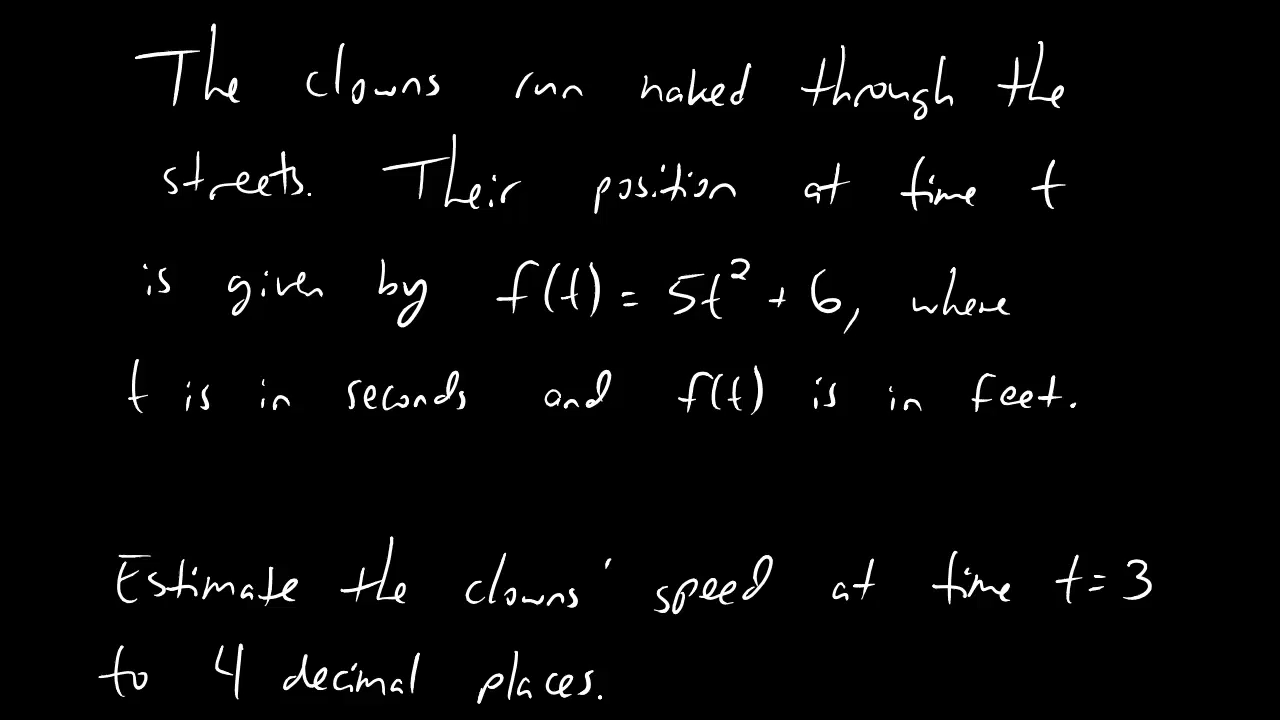 The clowns run naked through the
streets. Their position at time t
is given by f(t) = 5t² + 6, where
t is in seconds and f(t) is in feet.
Estimate the clowns' speed at time t = 3
to 4 decimal places.